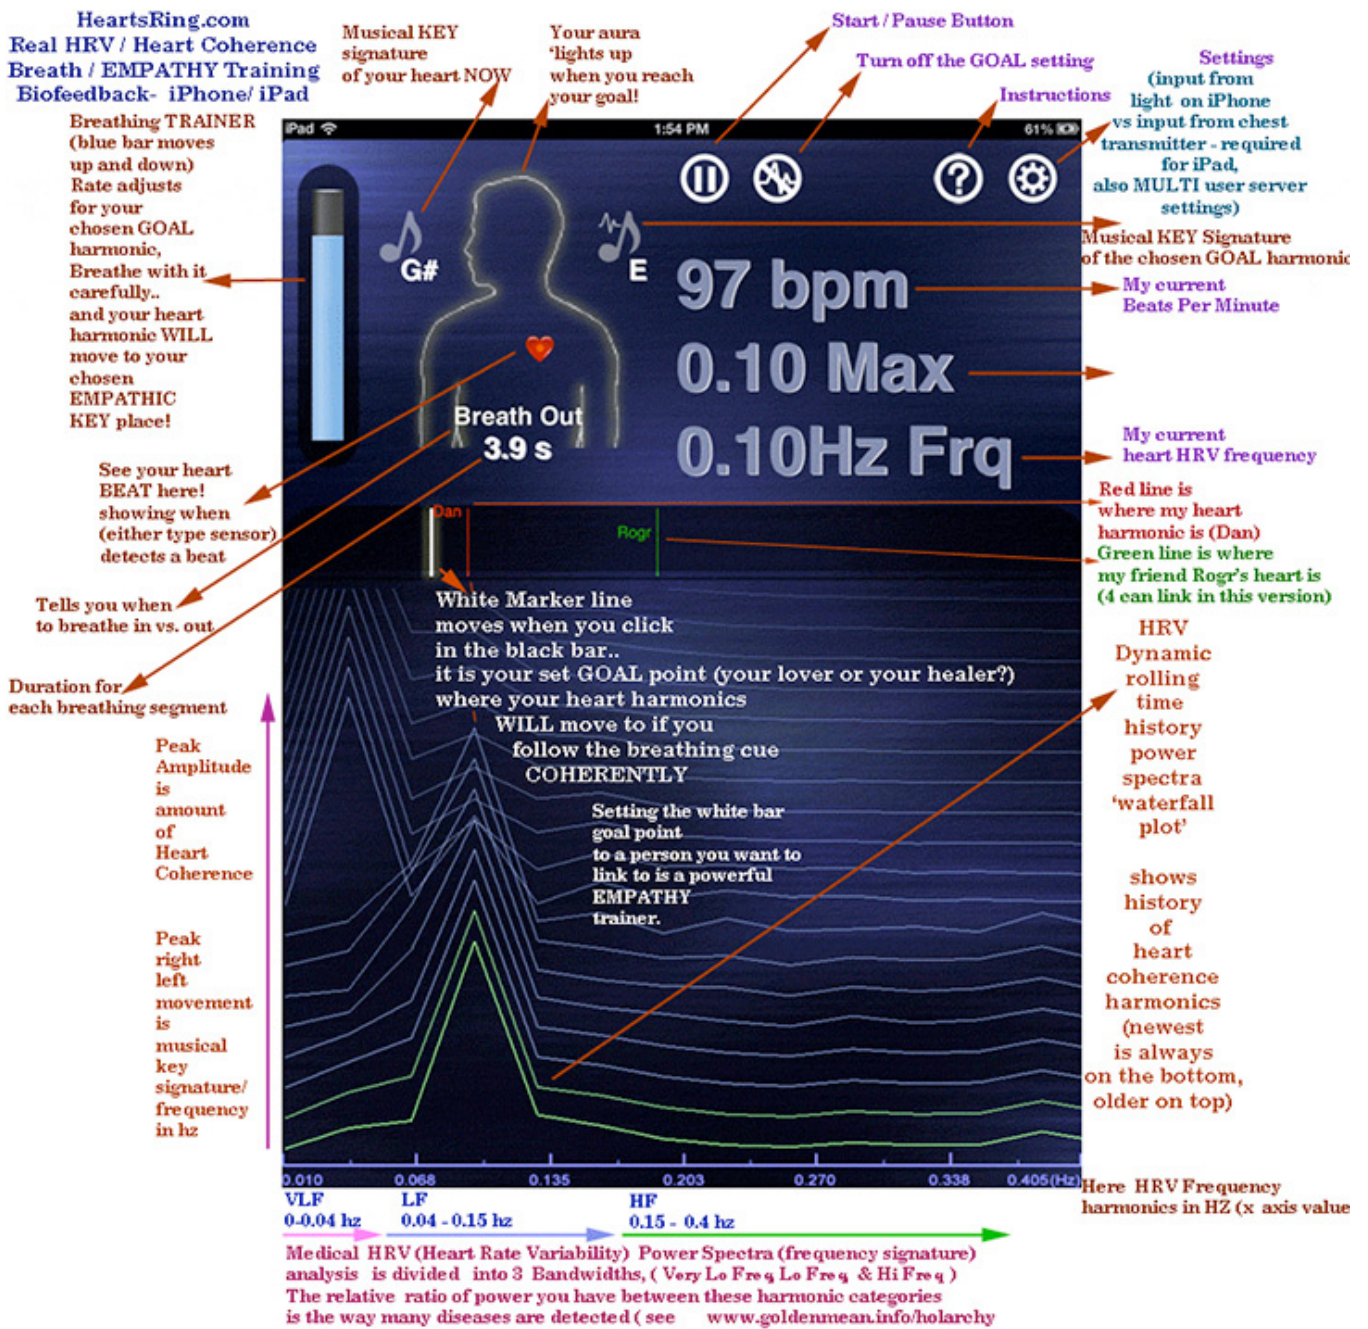 HeartsRing.com
Real HRV / Heart Coherence
Breath / EMPATHY Training
Biofeedback- iPhone/ iPad
Musical KEY
signature
of your heart NOW
Your aura
'lights up
when you reach
your goal!
Start / Pause Button
Turn off the GOAL setting
Instructions
Settings
(input from
light on iPhone
vs input from chest
transmitter - required
for iPad,
also MULTI user server
settings)
Musical KEY Signature
of the chosen GOAL harmonic
My current
Beats Per Minute
My current
heart HRV frequency
Red line is
where my heart
harmonic is (Dan)
Green line is where
my friend Rogr's heart is
(4 can link in this version)
HRV
Dynamic
rolling
time
history
power
spectra
'waterfall
plot'
shows
history
of
heart
coherence
harmonics
(newest
is always
on the bottom,
older on top)
Here HRV Frequency
harmonics in HZ (x axis value
Breathing TRAINER
(blue bar moves
up and down)
Rate adjusts
for your
chosen GOAL
harmonic,
Breathe with it
carefully..
and your heart
harmonic WILL
move to your
chosen
EMPATHIC
KEY place!
See your heart
BEAT here!
showing when
(either type sensor)
detects a beat
Tells you when
to breathe in vs. out
Duration for
each breathing segment
Peak
Amplitude
is
amount
of
Heart
Coherence
Peak
right
left
movement
is
musical
key
signature/
frequency
in hz
iPad 1:54 PM 61%
G#
E
97 bpm
0.10 Max
0.10Hz Frq
Breath Out
3.9 s
Dan
Rogr
White Marker line
moves when you click
in the black bar..
it is your set GOAL point (your lover or your healer?)
where your heart harmonics
WILL move to if you
follow the breathing cue
COHERENTLY
Setting the white bar
goal point
to a person you want to
link to is a powerful
EMPATHY
trainer.
0.010 0.068 0.135 0.203 0.270 0.338 0.405(Hz)
VLF LF HF
0-0.04 hz 0.04 - 0.15 hz 0.15 - 0.4 hz
Medical HRV (Heart Rate Variability) Power Spectra (frequency signature)
analysis is divided into 3 Bandwidths, ( Very Lo Freq, Lo Freq, & Hi Freq )
The relative ratio of power you have between these harmonic categories
is the way many diseases are detected ( see www.goldenmean.info/holarchy